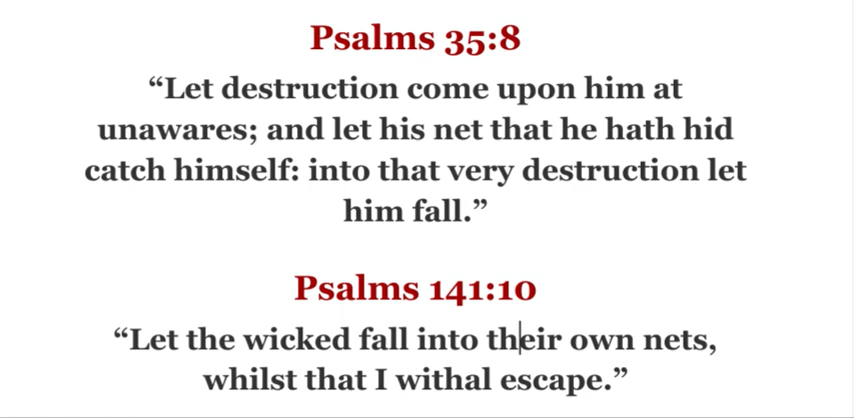 Psalms 35:8
“Let destruction come upon him at
unawares; and let his net that he hath hid
catch himself: into that very destruction let
him fall.”
Psalms 141:10
“Let the wicked fall into their own nets,
whilst that I withal escape.”